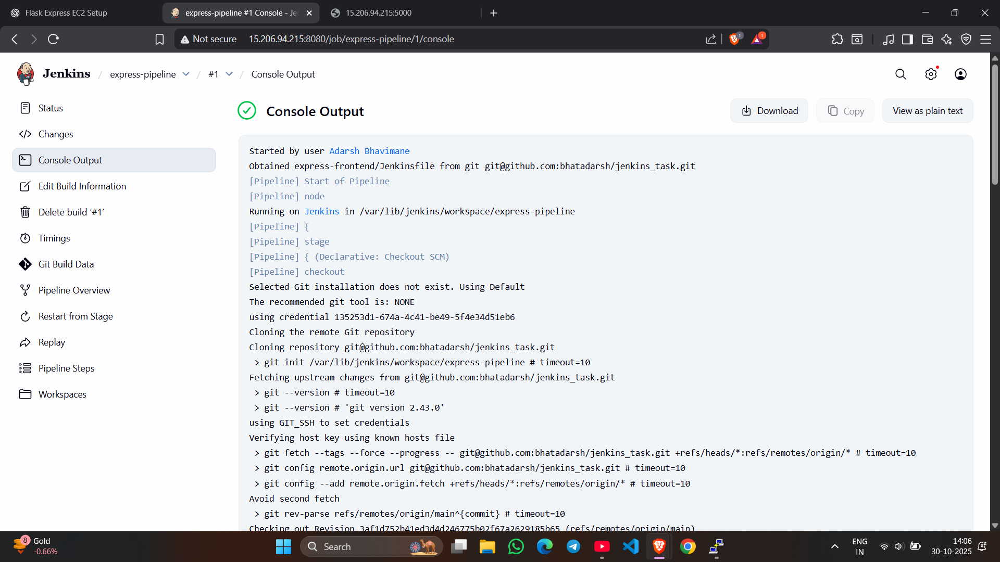 Flask Express EC2 Setup
express-pipeline #1 Console - Je
15.206.94.215:5000
Not secure 15.206.94.215:8080/job/express-pipeline/1/console
1
1
Jenkins / express-pipeline / #1 / Console Output
Status
Changes
Console Output
Edit Build Information
Delete build ‘#1’
Timings
Git Build Data
Pipeline Overview
Restart from Stage
Replay
Pipeline Steps
Workspaces
Console Output
Download
Copy
View as plain text
Started by user Adarsh Bhavimane
Obtained express-frontend/Jenkinsfile from git git@github.com:bhatadarsh/jenkins_task.git
[Pipeline] Start of Pipeline
[Pipeline] node
Running on Jenkins in /var/lib/jenkins/workspace/express-pipeline
[Pipeline] {
[Pipeline] stage
[Pipeline] { (Declarative: Checkout SCM)
[Pipeline] checkout
Selected Git installation does not exist. Using Default
The recommended git tool is: NONE
using credential 135253d1-674a-4c41-be49-5f4e34d51eb6
Cloning the remote Git repository
Cloning repository git@github.com:bhatadarsh/jenkins_task.git
> git init /var/lib/jenkins/workspace/express-pipeline # timeout=10
Fetching upstream changes from git@github.com:bhatadarsh/jenkins_task.git
> git --version # timeout=10
> git --version # 'git version 2.43.0'
using GIT_SSH to set credentials
Verifying host key using known hosts file
> git fetch --tags --force --progress -- git@github.com:bhatadarsh/jenkins_task.git +refs/heads/*:refs/remotes/origin/* # timeout=10
> git config remote.origin.url git@github.com:bhatadarsh/jenkins_task.git # timeout=10
> git config --add remote.origin.fetch +refs/heads/*:refs/remotes/origin/* # timeout=10
Avoid second fetch
> git rev-parse refs/remotes/origin/main^{commit} # timeout=10
Checking out Revision 3af1d752b41ed3d4d246775b02f67a2629185b65 (refs/remotes/origin/main)
8
Gold
-0.66%
Search
ENG
IN
14:06
30-10-2025